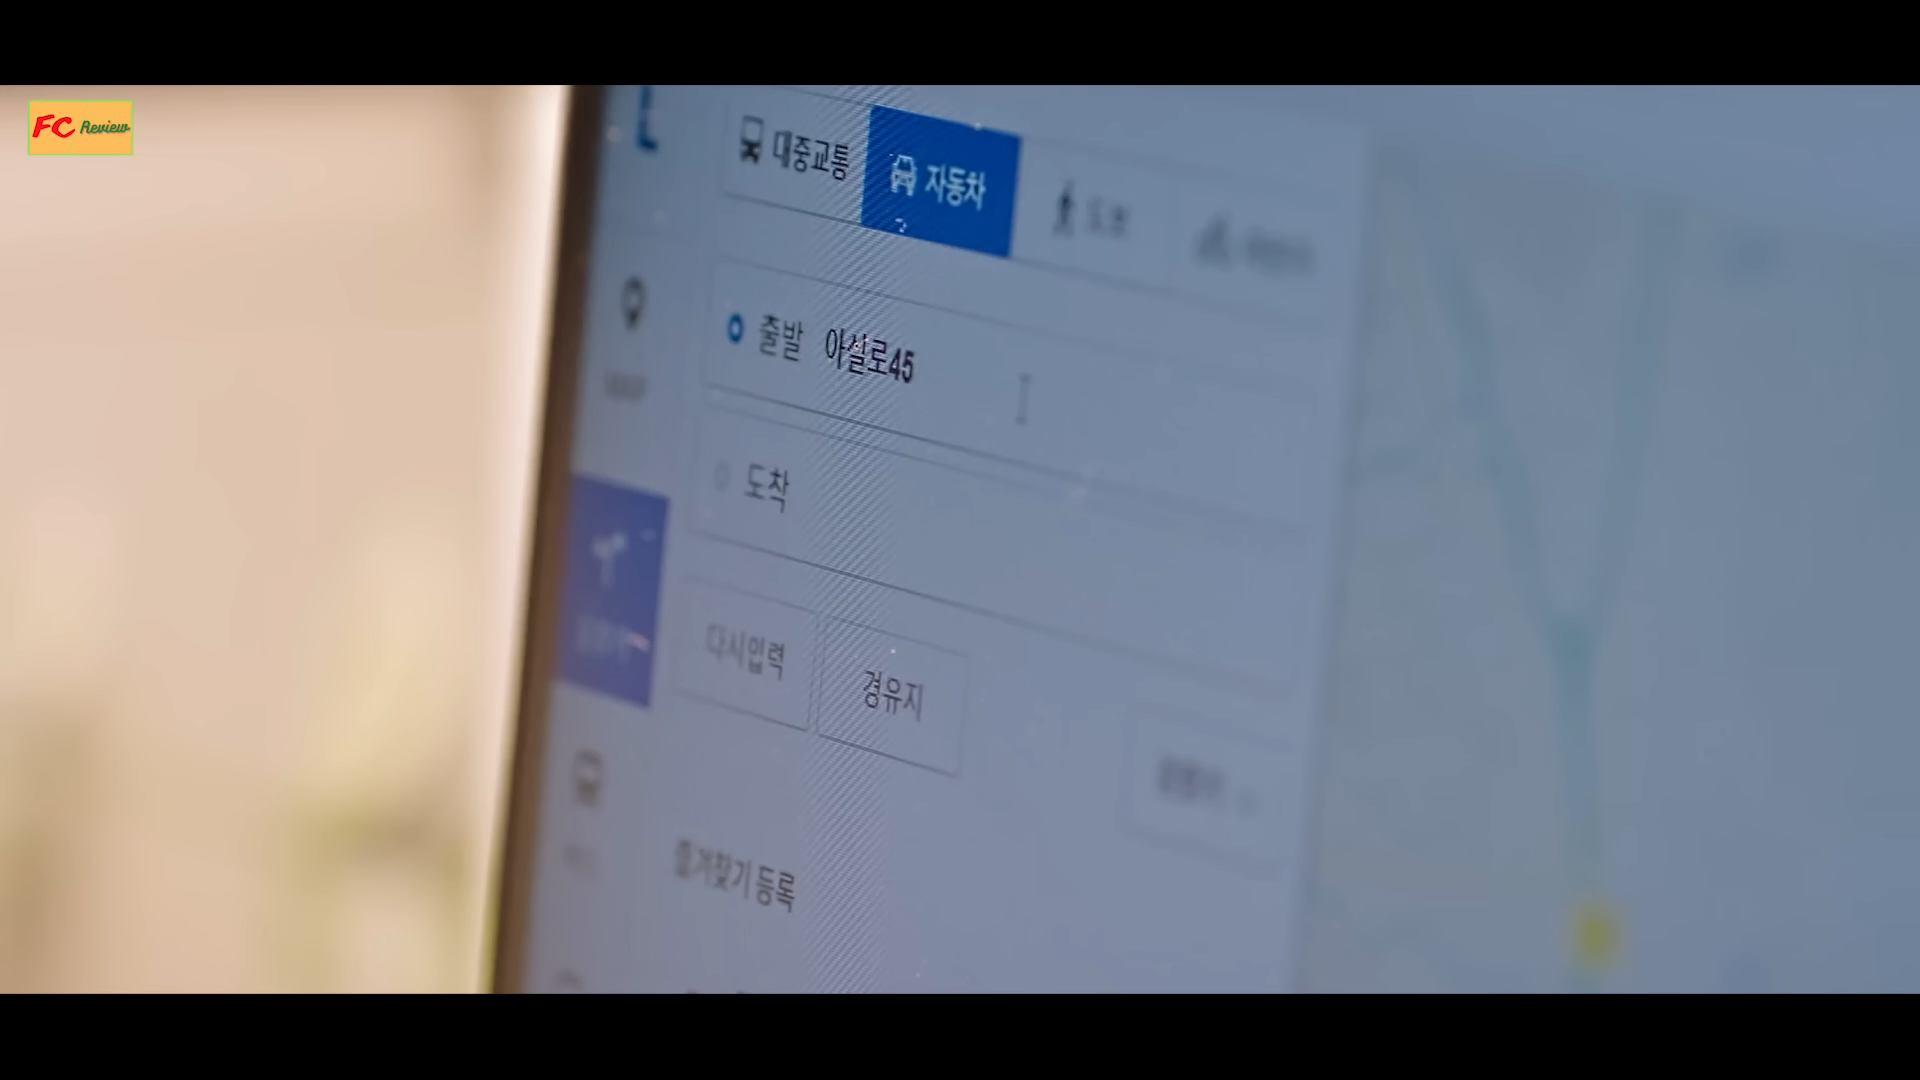 FC Review
대중교통
자동차
출발 아실로45
도착
다시입력
경유지
즐겨찾기 등록